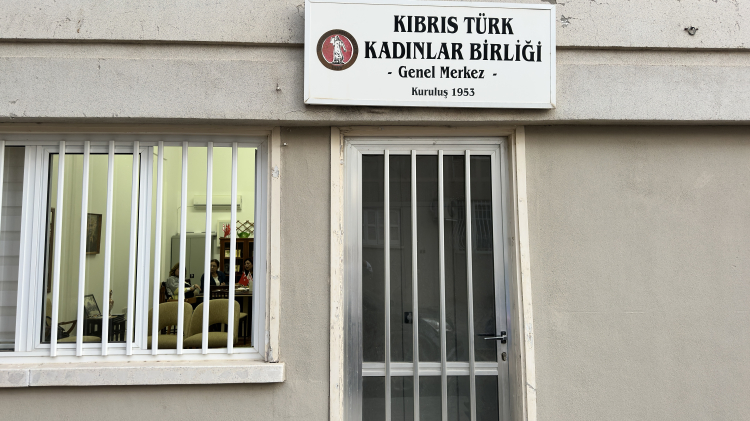 KIBRIS TÜRK
KADINLAR BİRLİĞİ
- Genel Merkez -
Kuruluş 1953